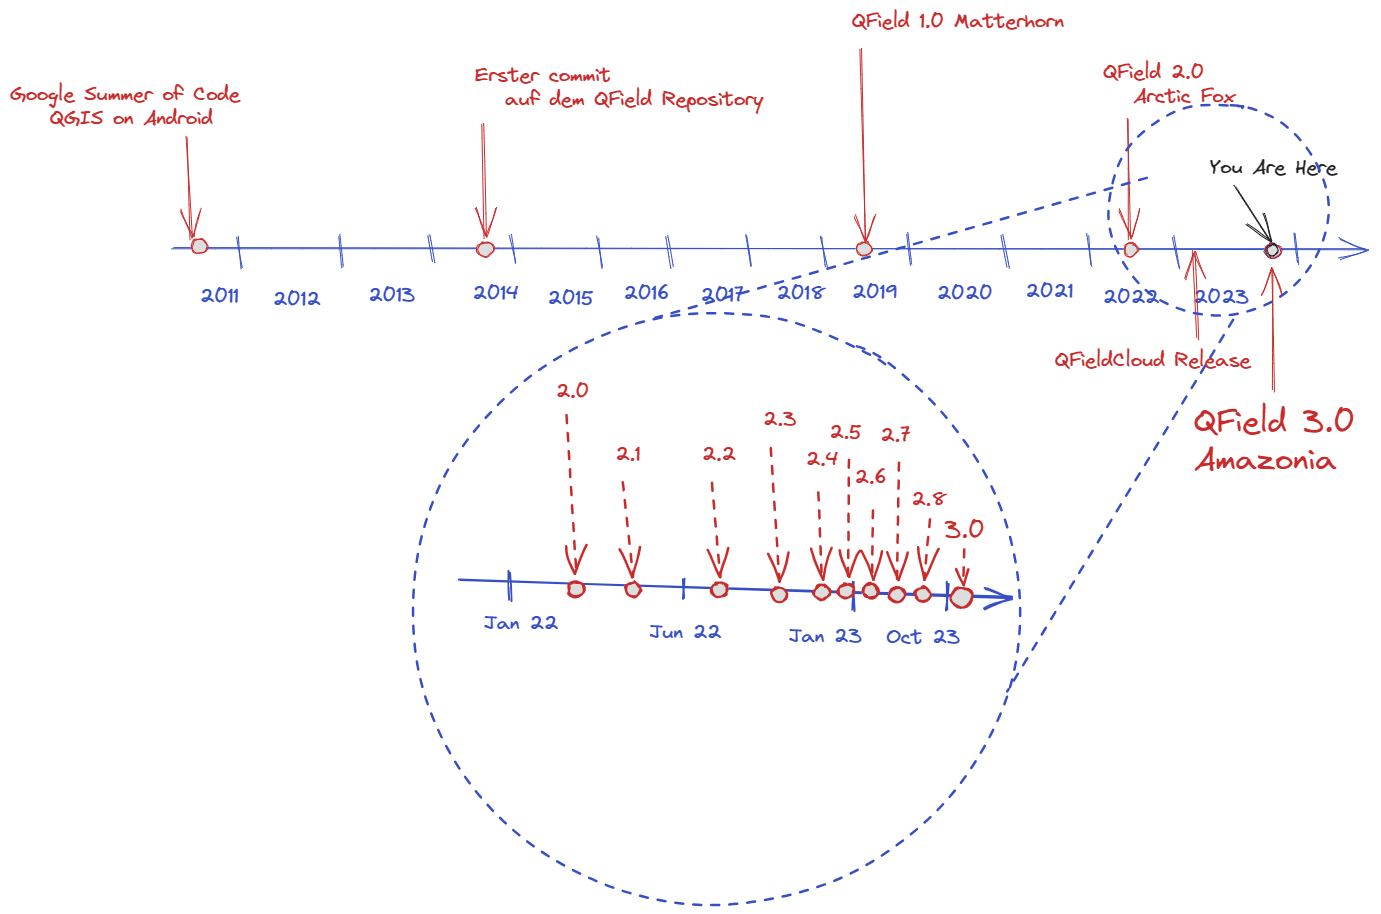 QField 1.0 Matterhorn
Google Summer of Code
QGIS on Android
Erster commit
auf dem QField Repository
QField 2.0
Arctic Fox
You Are Here
2011
2012
2013
2014
2015
2016
2017
2018
2019
2020
2021
2022
2023
QFieldCloud Release
QField 3.0
Amazonia
2.0
2.1
2.2
2.3
2.4
2.5
2.6
2.7
2.8
3.0
Jan 22
Jun 22
Jan 23
Oct 23